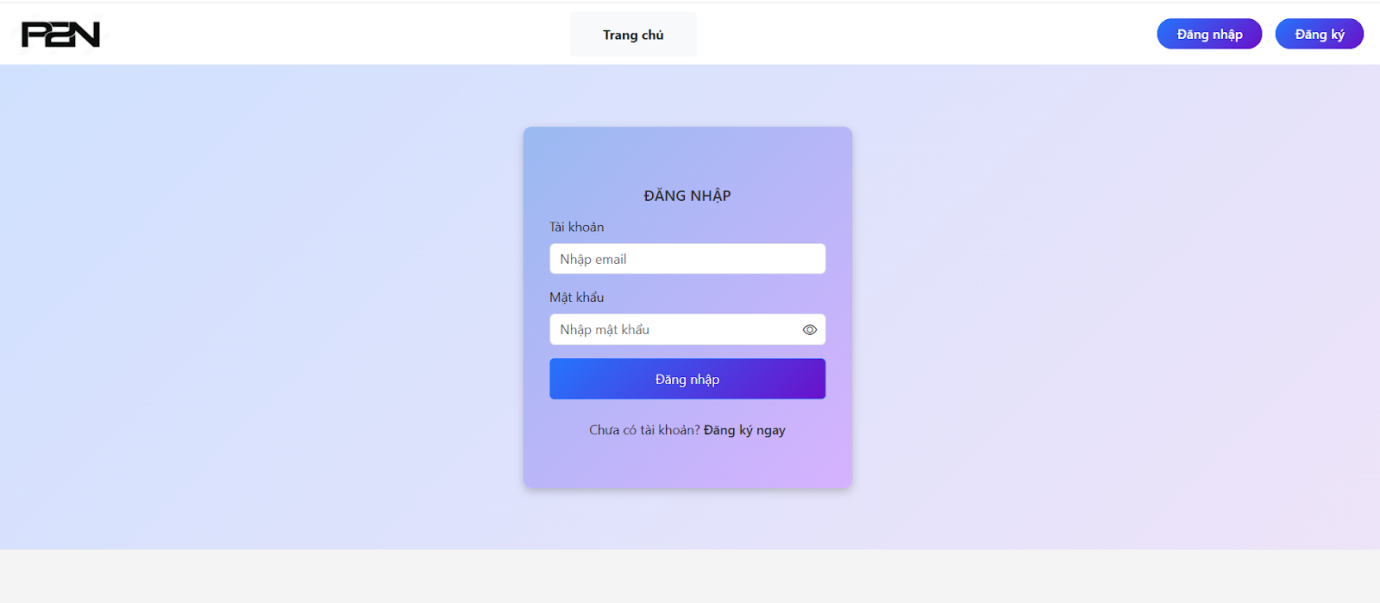 P2N
Trang chủ
Đăng nhập
Đăng ký
ĐĂNG NHẬP
Tài khoản
Nhập email
Mật khẩu
Nhập mật khẩu
Đăng nhập
Chưa có tài khoản? Đăng ký ngay